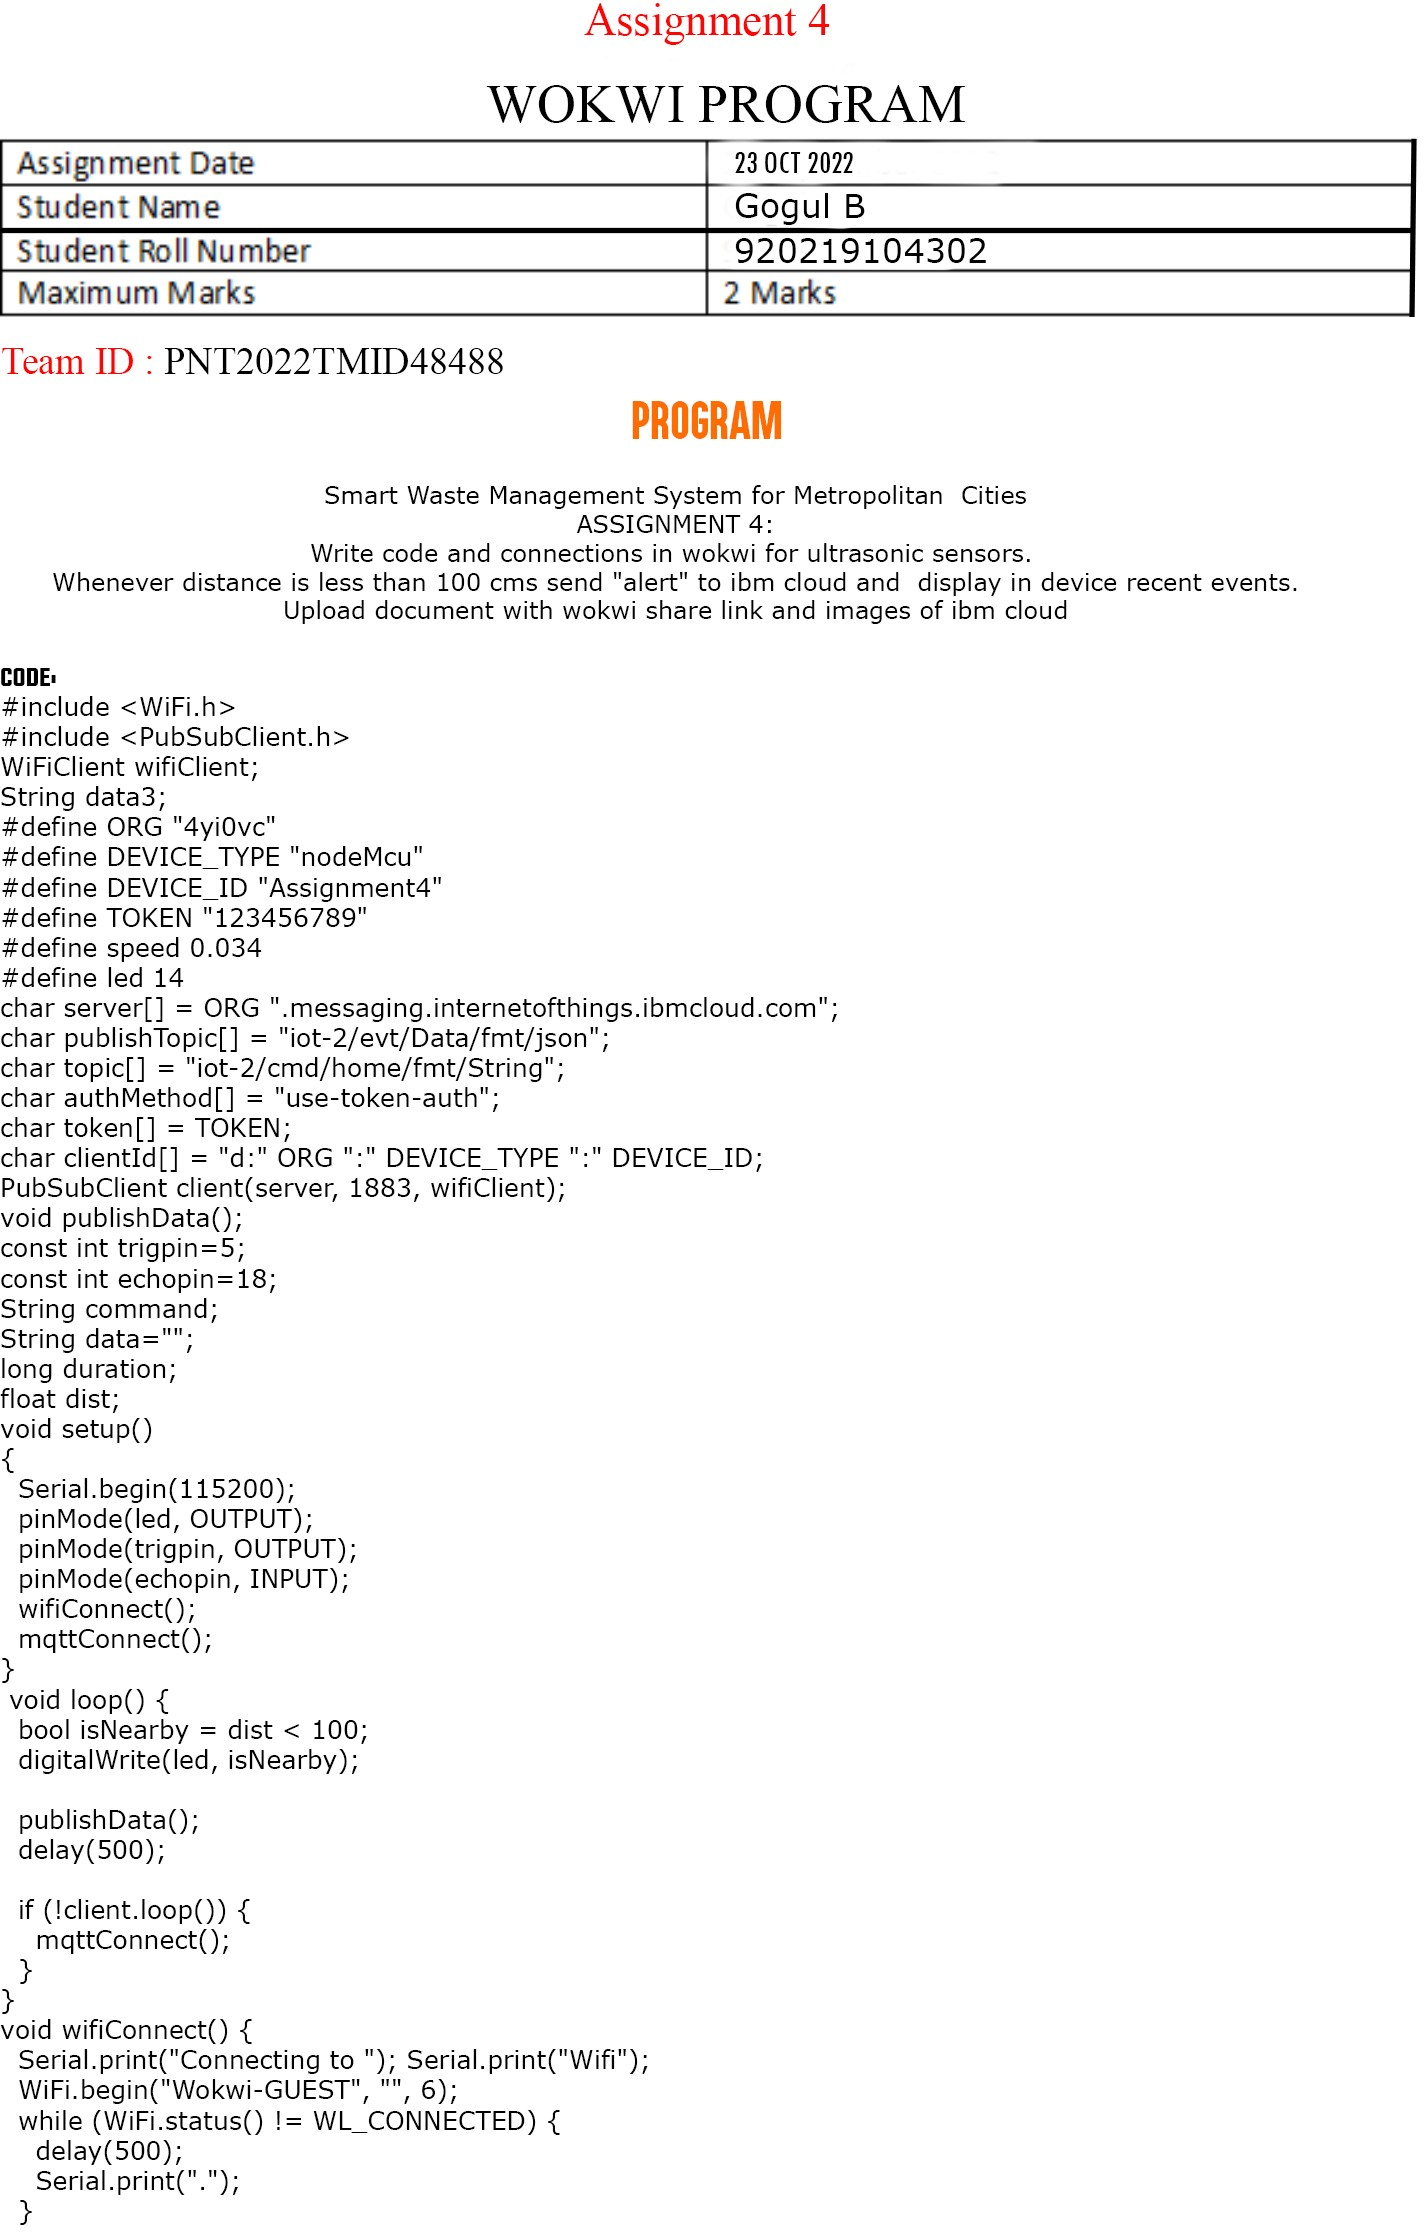 Assignment 4
WOKWI PROGRAM
Assignment Date 23 OCT 2022
Student Name Gogul B
Student Roll Number 920219104302
Maximum Marks 2 Marks
Team ID : PNT2022TMID48488
PROGRAM
Smart Waste Management System for Metropolitan  Cities
ASSIGNMENT 4:
Write code and connections in wokwi for ultrasonic sensors.
Whenever distance is less than 100 cms send "alert" to ibm cloud and  display in device recent events.
Upload document with wokwi share link and images of ibm cloud
CODE:
#include <WiFi.h>
#include <PubSubClient.h>
WiFiClient wifiClient;
String data3;
#define ORG "4yi0vc"
#define DEVICE_TYPE "nodeMcu"
#define DEVICE_ID "Assignment4"
#define TOKEN "123456789"
#define speed 0.034
#define led 14
char server[] = ORG ".messaging.internetofthings.ibmcloud.com";
char publishTopic[] = "iot-2/evt/Data/fmt/json";
char topic[] = "iot-2/cmd/home/fmt/String";
char authMethod[] = "use-token-auth";
char token[] = TOKEN;
char clientId[] = "d:" ORG ":" DEVICE_TYPE ":" DEVICE_ID;
PubSubClient client(server, 1883, wifiClient);
void publishData();
const int trigpin=5;
const int echopin=18;
String command;
String data="";
long duration;
float dist;
void setup()
{
  Serial.begin(115200);
  pinMode(led, OUTPUT);
  pinMode(trigpin, OUTPUT);
  pinMode(echopin, INPUT);
  wifiConnect();
  mqttConnect();
}
 void loop() {
  bool isNearby = dist < 100;
  digitalWrite(led, isNearby);
  publishData();
  delay(500);
  if (!client.loop()) {
    mqttConnect();
  }
}
void wifiConnect() {
  Serial.print("Connecting to "); Serial.print("Wifi");
  WiFi.begin("Wokwi-GUEST", "", 6);
  while (WiFi.status() != WL_CONNECTED) {
    delay(500);
    Serial.print(".");
  }